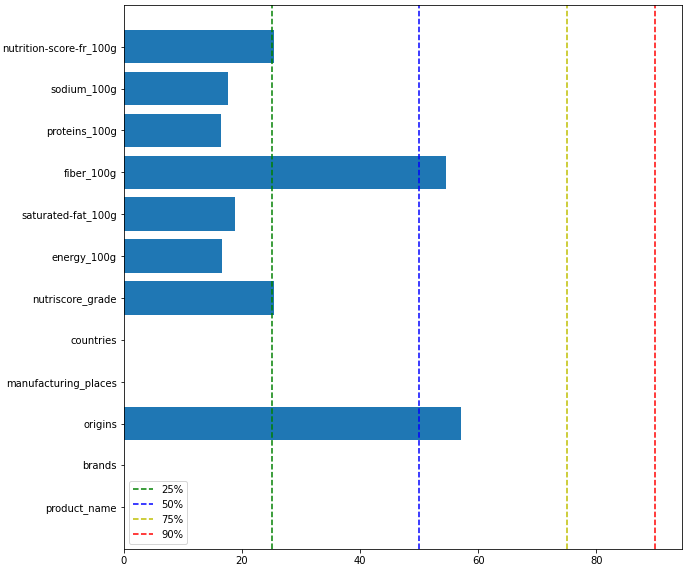 nutrition-score-fr_100g
sodium_100g
proteins_100g
fiber_100g
saturated-fat_100g
energy_100g
nutriscore_grade
countries
manufacturing_places
origins
brands
product_name
25%
50%
75%
90%
0 20 40 60 80